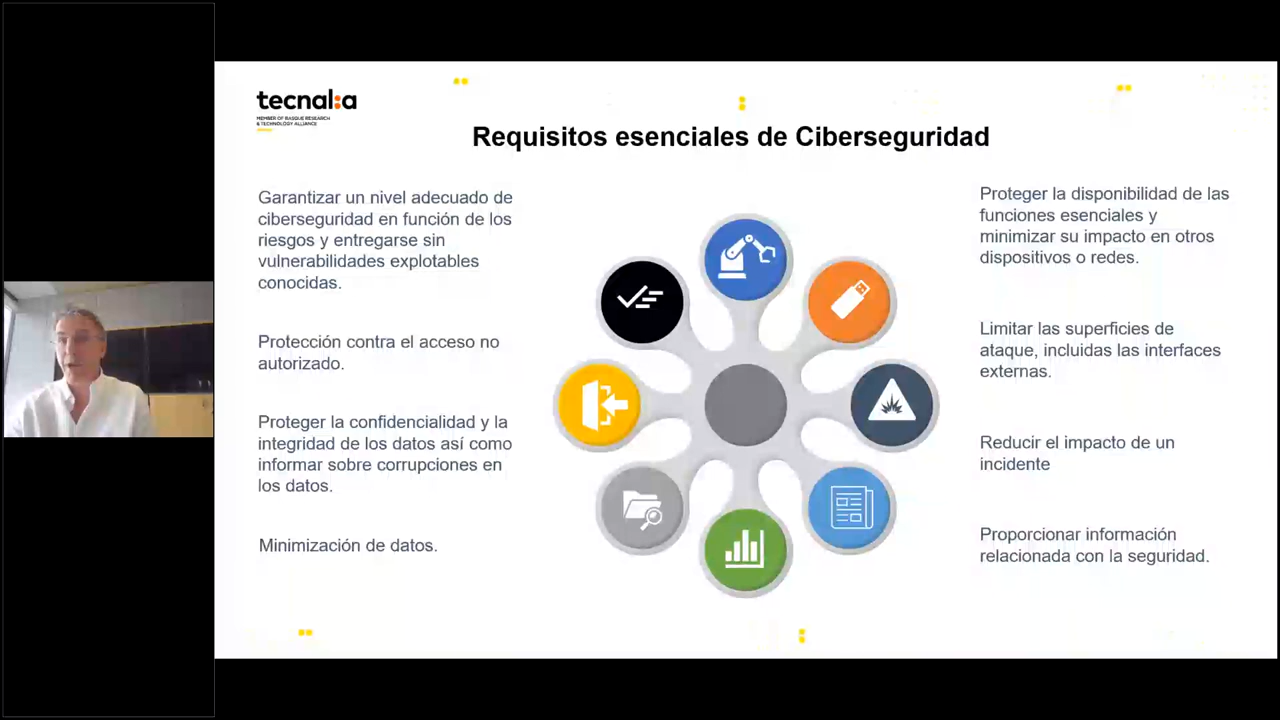 tecnal:a
MEMBER OF BASQUE RESEARCH
& TECHNOLOGY ALLIANCE
Requisitos esenciales de Ciberseguridad
Garantizar un nivel adecuado de
ciberseguridad en función de los
riesgos y entregarse sin
vulnerabilidades explotables
conocidas.
Protección contra el acceso no
autorizado.
Proteger la confidencialidad y la
integridad de los datos así como
informar sobre corrupciones en
los datos.
Minimización de datos.
Proteger la disponibilidad de las
funciones esenciales y
minimizar su impacto en otros
dispositivos o redes.
Limitar las superficies de
ataque, incluidas las interfaces
externas.
Reducir el impacto de un
incidente
Proporcionar información
relacionada con la seguridad.